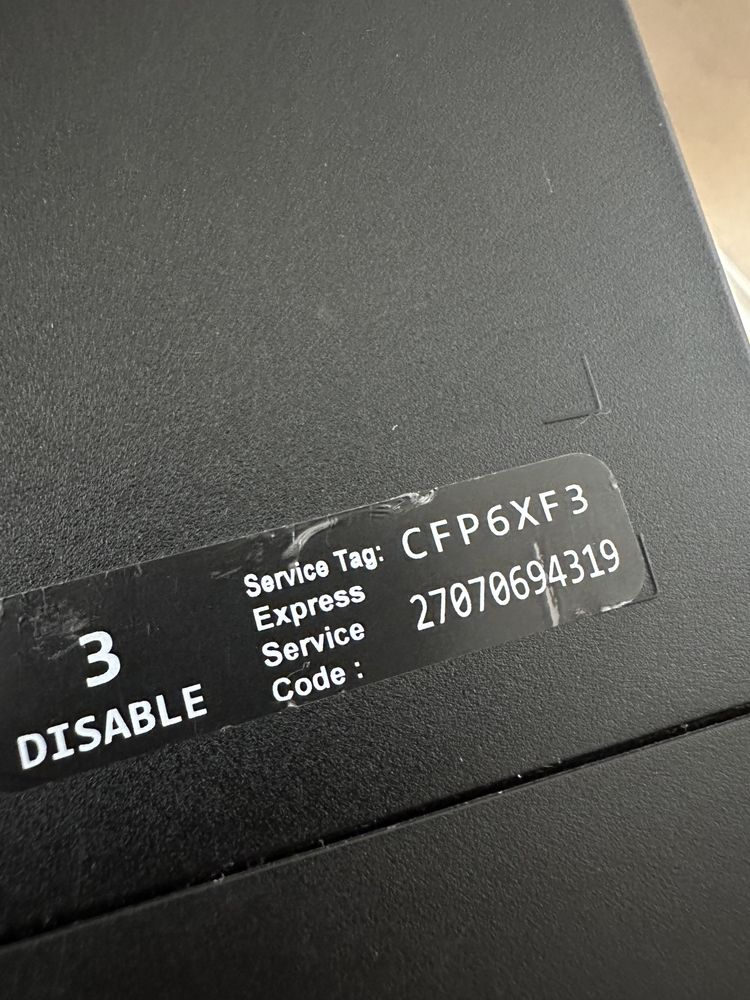 3
DISABLE
Service Tag: CFP6XF3
Express
Service
Code : 27070694319